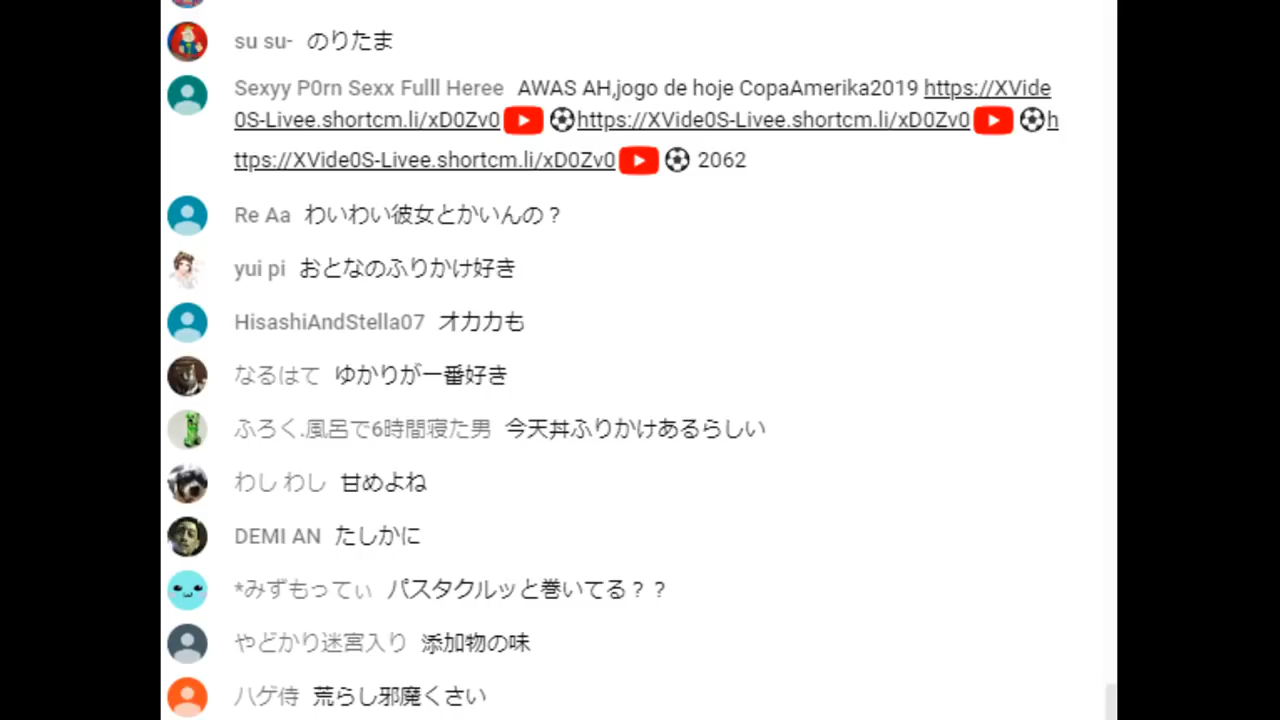 su su- のりたま
Sexyy P0rn Sexx Fulll Heree AWAS AH,jogo de hoje CopaAmerika2019 https://XVide
0S-Livee.shortcm.li/xD0Zv0 https://XVide0S-Livee.shortcm.li/xD0Zv0 h
ttps://XVide0S-Livee.shortcm.li/xD0Zv0 2062
Re Aa わいわい彼女とかいんの？
yui pi おとなのふりかけ好き
HisashiAndStella07 オカカも
なるはて ゆかりが一番好き
ふろく.風呂で6時間寝た男 今天丼ふりかけあるらしい
わし わし 甘めよね
DEMI AN たしかに
*みずもってぃ パスタクルッと巻いてる？？
やどかり迷宮入り 添加物の味
ハゲ侍 荒らし邪廃くさい